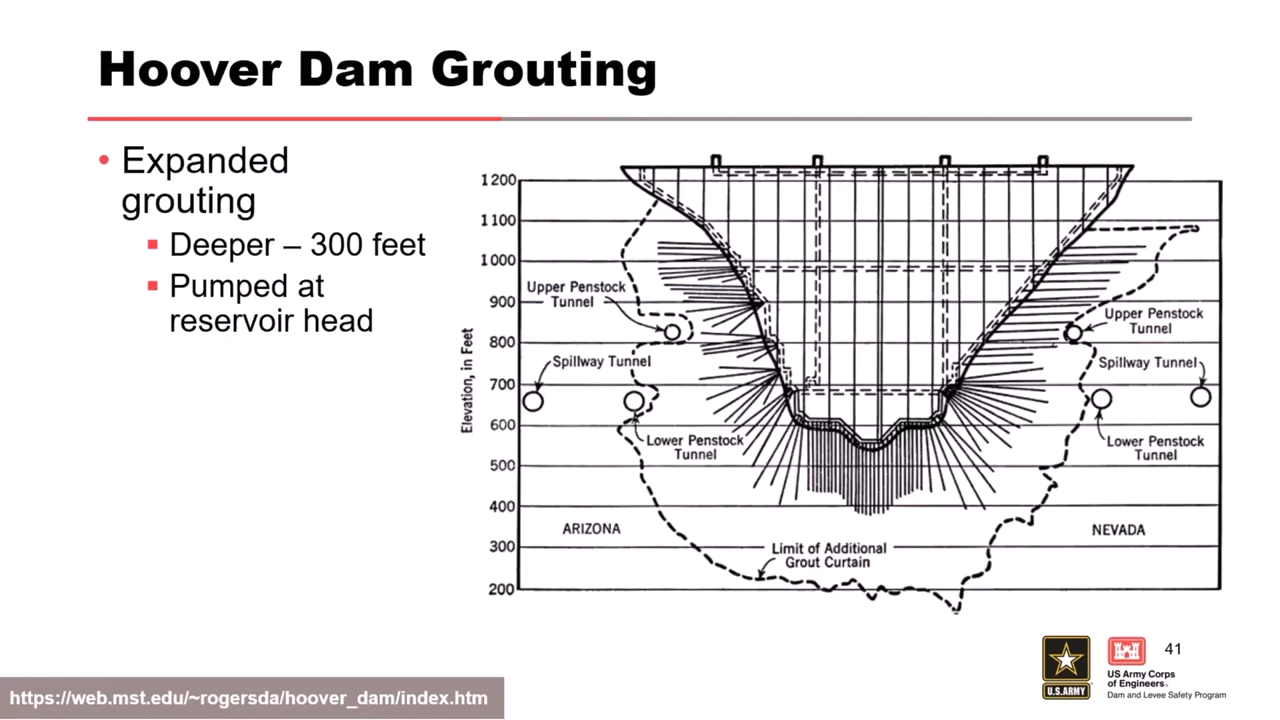 Hoover Dam Grouting
• Expanded
grouting
▪ Deeper – 300 feet
▪ Pumped at
reservoir head
Elevation, in Feet
1200
1100
1000
900
800
700
600
500
400
300
200
Upper Penstock
Tunnel
Spillway Tunnel
Lower Penstock
Tunnel
Upper Penstock
Tunnel
Spillway Tunnel
Lower Penstock
Tunnel
ARIZONA
NEVADA
Limit of Additional
Grout Curtain
U.S.ARMY
US Army Corps
of Engineers®
Dam and Levee Safety Program
41
https://web.mst.edu/~rogersda/hoover_dam/index.htm